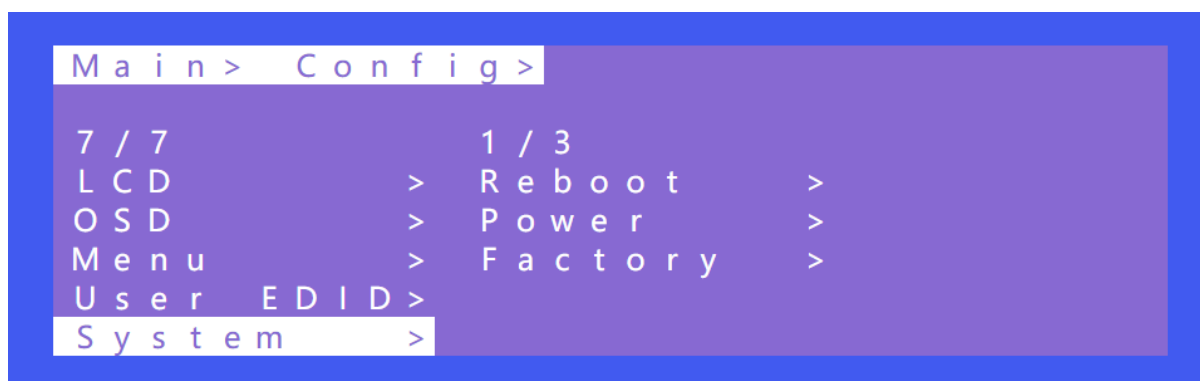 Main> Config>
7/7 1/3
LCD > Reboot >
OSD > Power >
Menu > Factory >
User EDID>
System >